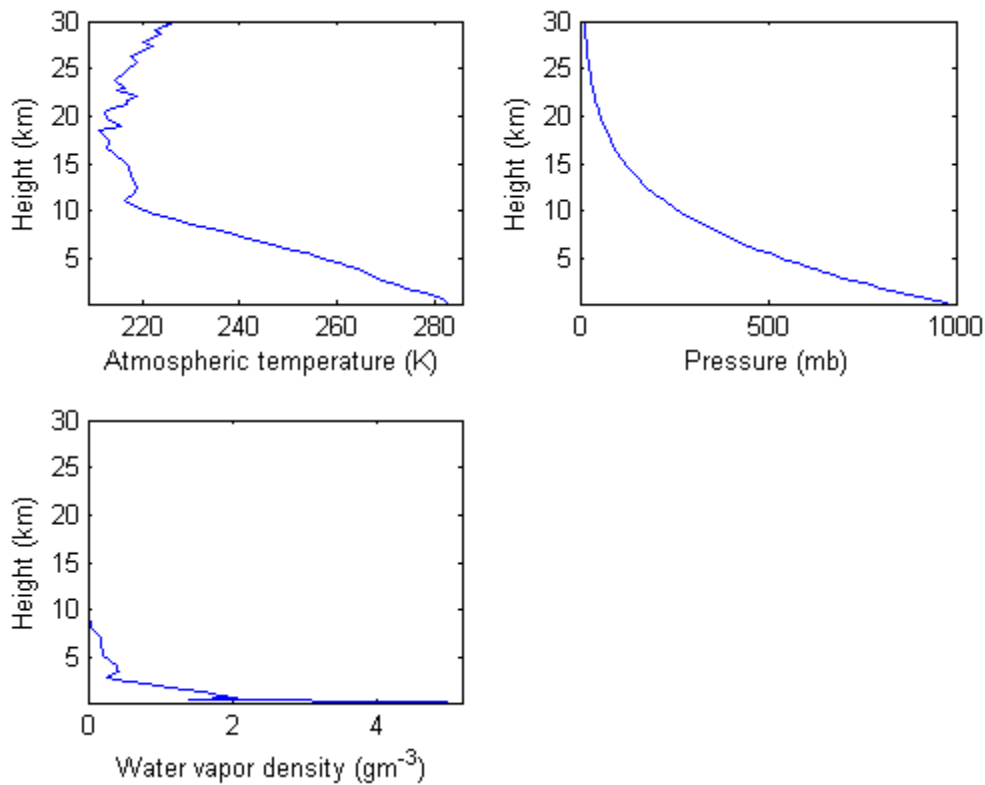 30
25
20
15
10
5
Height (km)
220 240 260 280
Atmospheric temperature (K)
30
25
20
15
10
5
Height (km)
0 500 1000
Pressure (mb)
30
25
20
15
10
5
Height (km)
0 2 4
Water vapor density (gm⁻³)